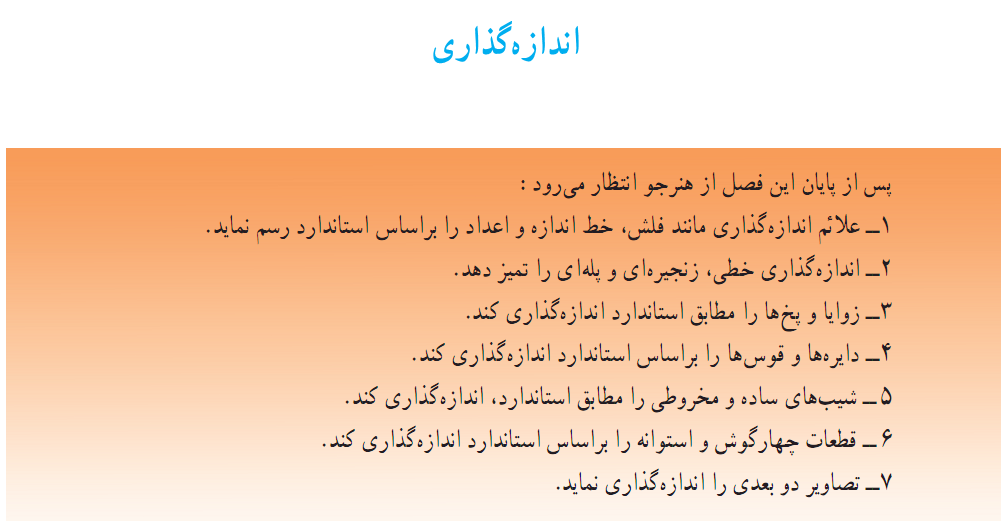 اندازه‌گذاری
پس از پایان این فصل از هنرجو انتظار می‌رود :
۱ــ علائم اندازه‌گذاری مانند فلش، خط اندازه و اعداد را براساس استاندارد رسم نماید.
۲ــ اندازه‌گذاری خطی، زنجیره‌ای و پله‌ای را تمیز دهد.
۳ــ زوایا و پخ‌ها را مطابق استاندارد اندازه‌گذاری کند.
۴ــ دایره‌ها و قوس‌ها را براساس استاندارد اندازه‌گذاری کند.
۵ــ شیب‌های ساده و مخروطی را مطابق استاندارد، اندازه‌گذاری کند.
۶ــ قطعات چهارگوش و استوانه را براساس استاندارد اندازه‌گذاری کند.
۷ــ تصاویر دو بعدی را اندازه‌گذاری نماید.